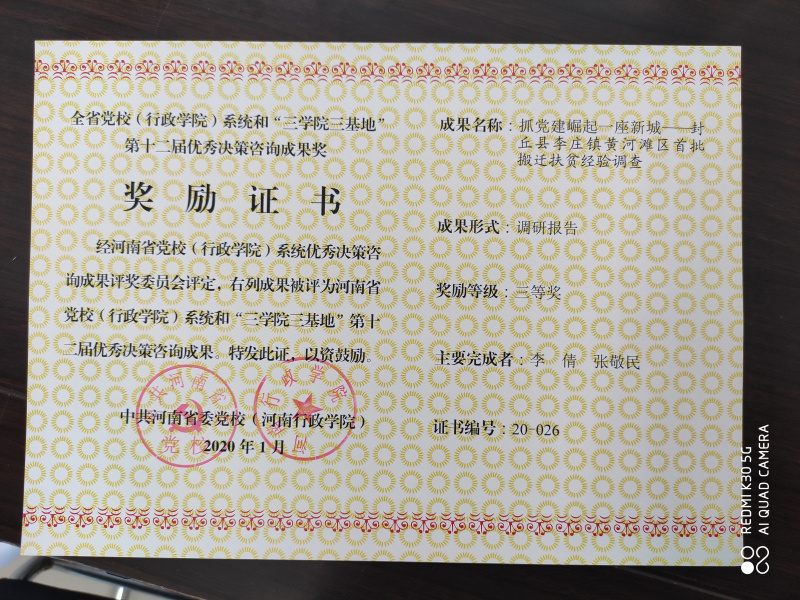 全省党校（行政学院）系统和“三学院三基地”
第十二届优秀决策咨询成果奖
奖励证书
经河南省党校（行政学院）系统优秀决策咨
询成果评奖委员会评定，右列成果被评为河南省
党校（行政学院）系统和“三学院三基地”第十
二届优秀决策咨询成果。特发此证，以资鼓励。
中共河南省委党校（河南行政学院）
2020年1月
成果名称：抓党建崛起一座新城——封
丘县李庄镇黄河滩区首批
搬迁扶贫经验调查
成果形式：调研报告
奖励等级：三等奖
主要完成者：李 倩 张敬民
证书编号：20-026
REDMI K30 5G
AI QUAD CAMERA